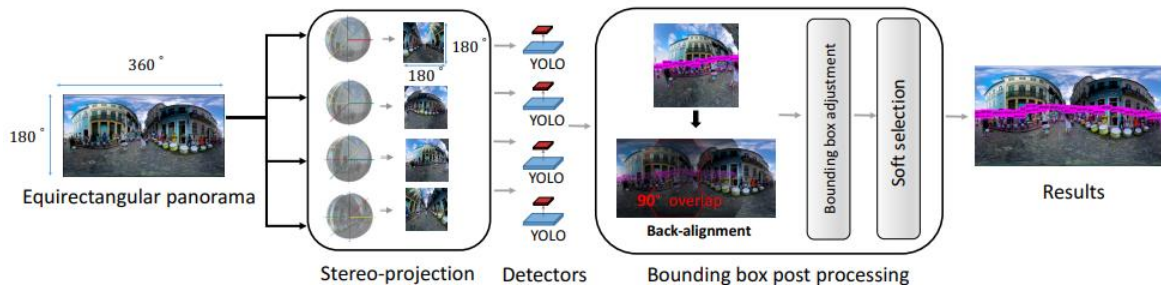 360°
180°
Equirectangular panorama
180°
180°
Stereo-projection
YOLO
YOLO
YOLO
YOLO
Detectors
90° overlap
Back-alignment
Bounding box adjustment
Soft selection
Bounding box post processing
Results